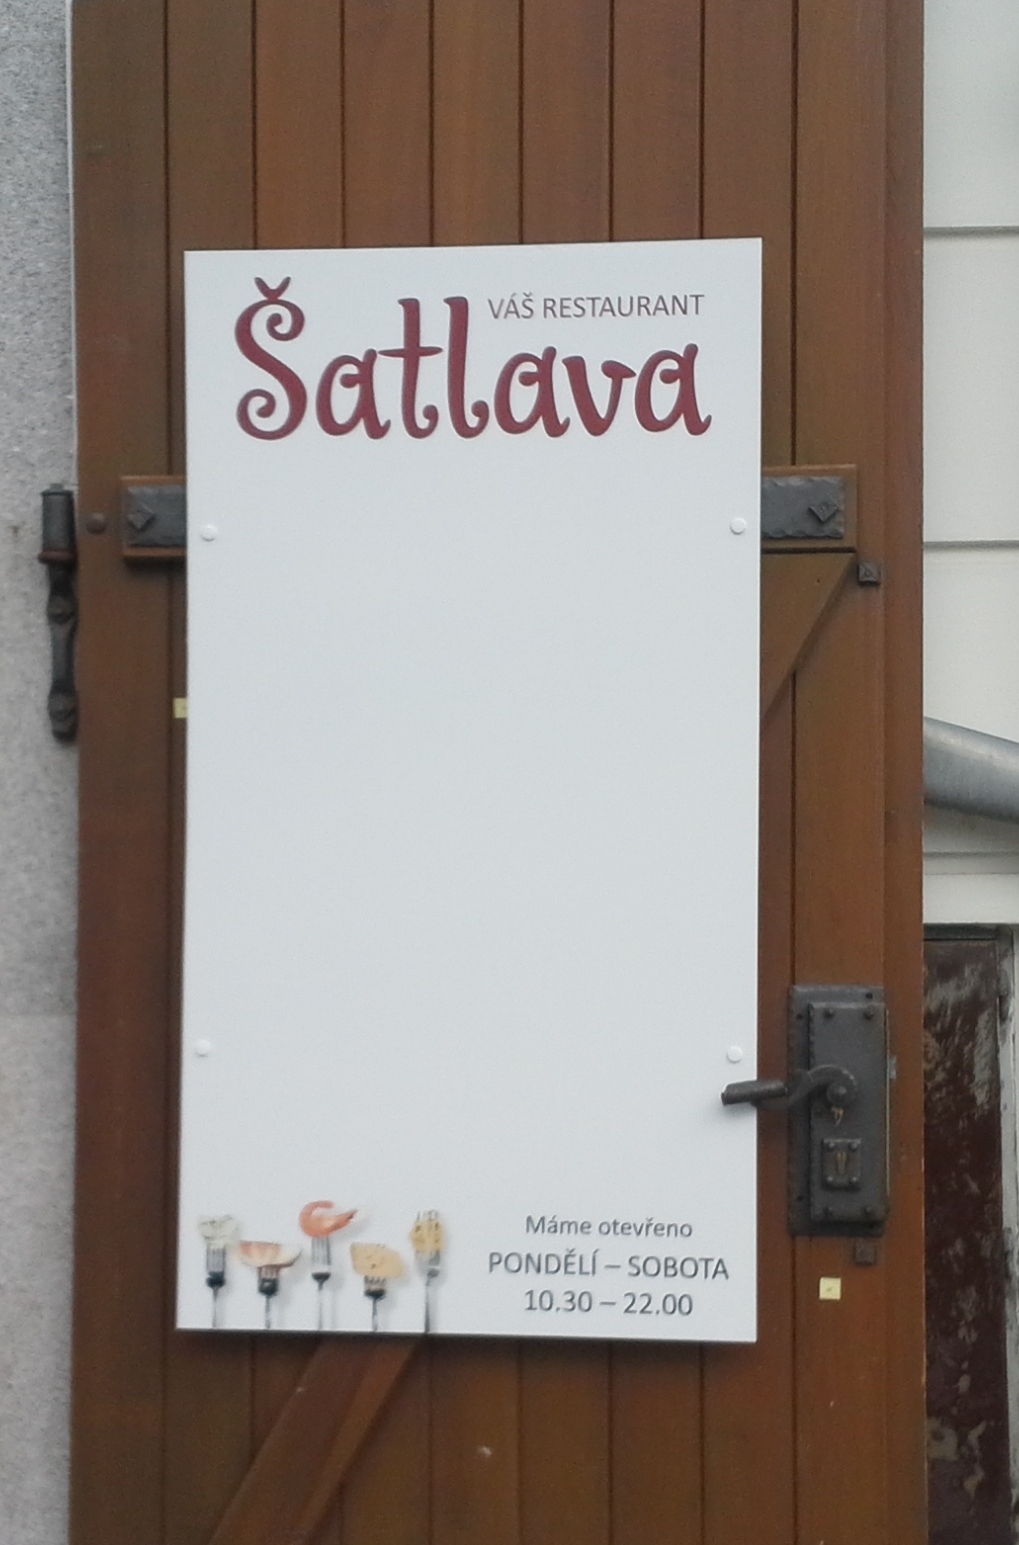 VÁŠ RESTAURANT
Šatlava
Máme otevřeno
PONDĚLÍ – SOBOTA
10.30 – 22.00